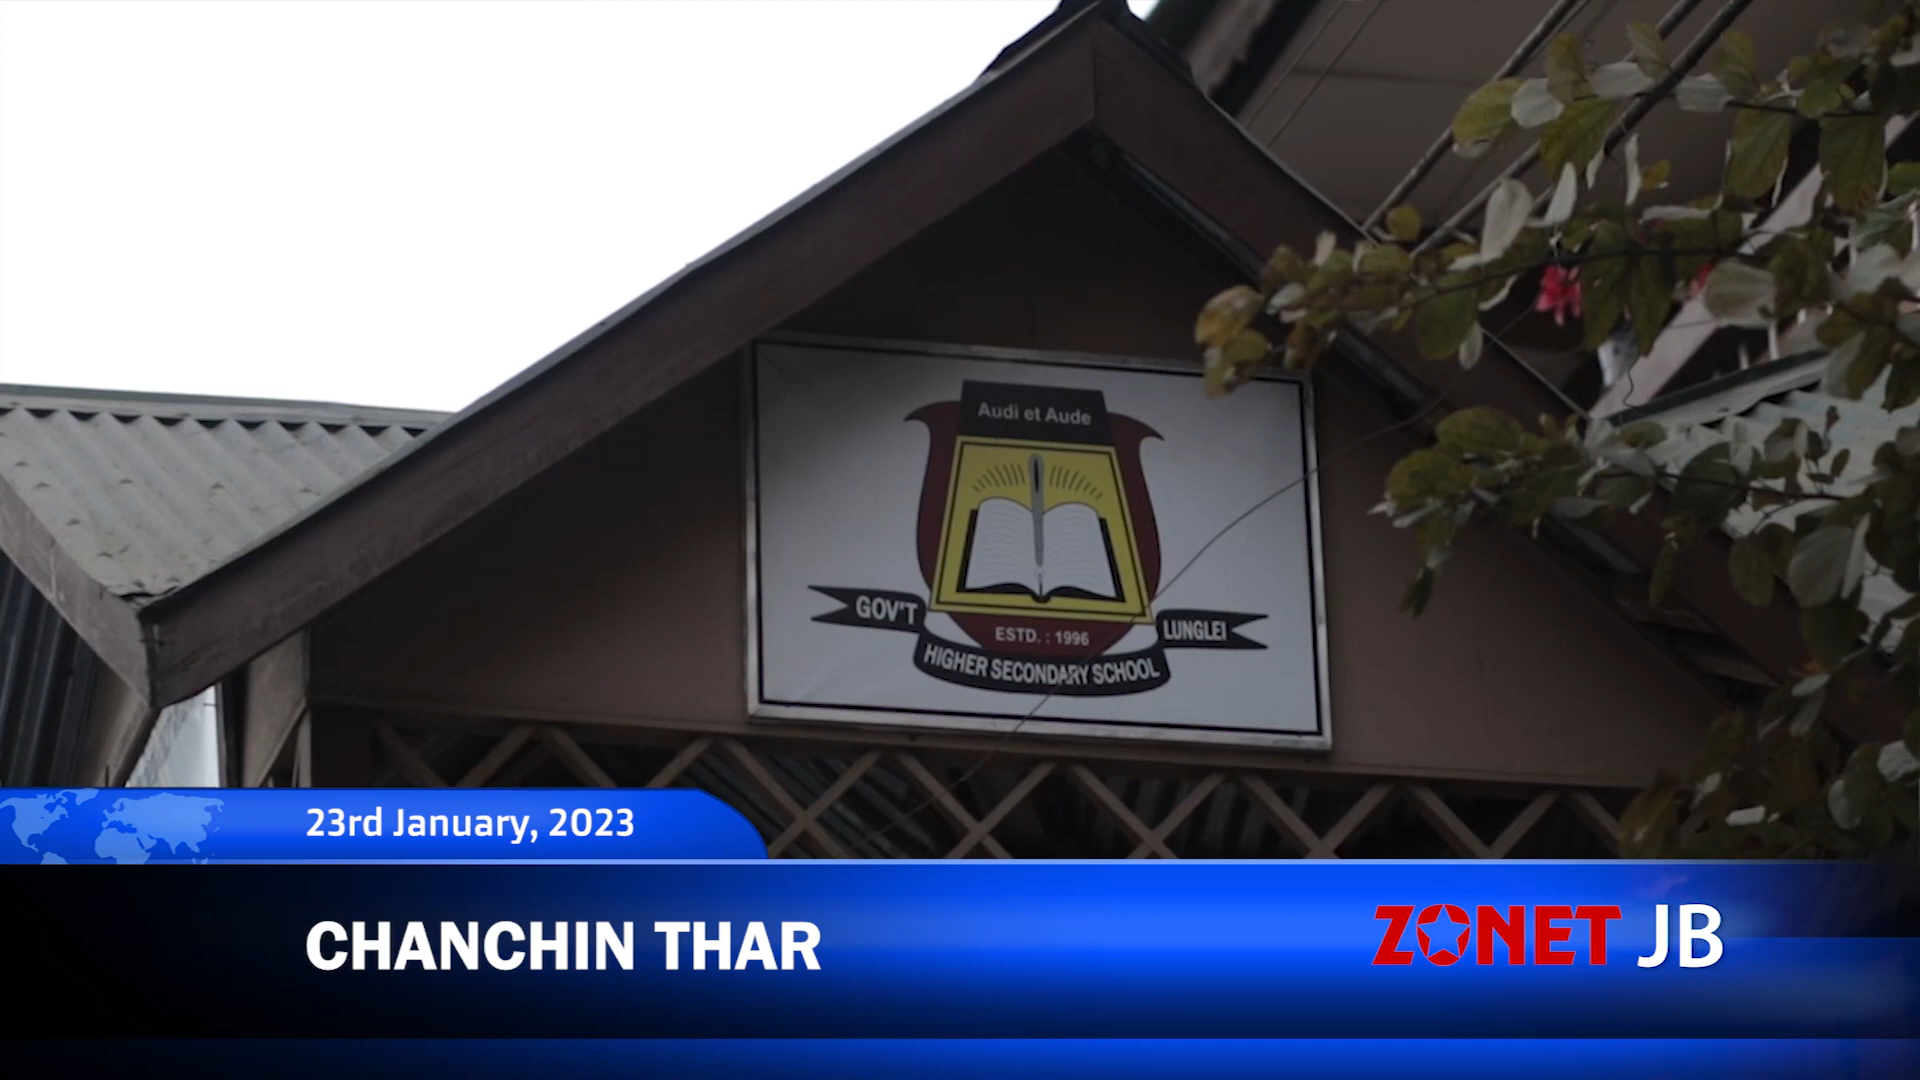 Audi et Aude
GOV'T
LUNGLEI
ESTD. : 1996
HIGHER SECONDARY SCHOOL
23rd January, 2023
CHANCHIN THAR
ZONET JB